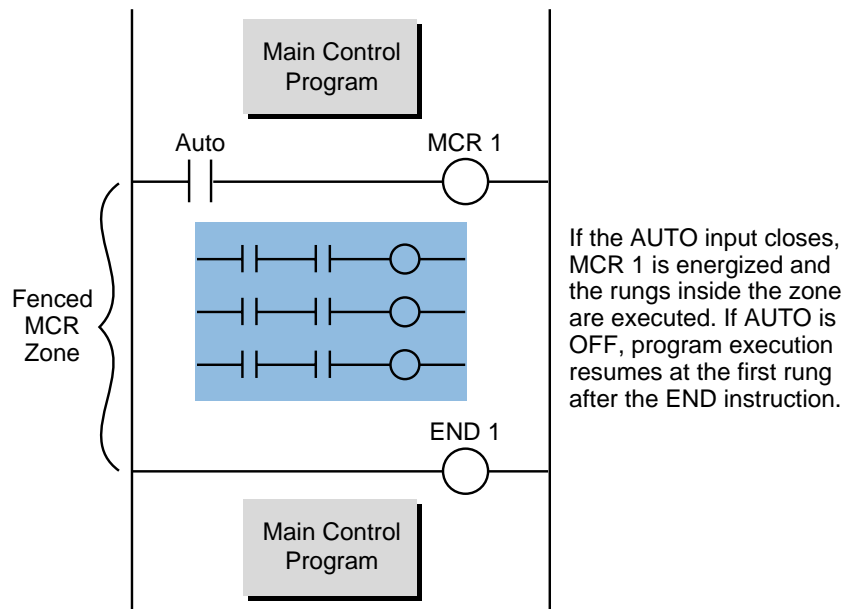 Main Control
Program
Auto
MCR 1
Fenced
MCR
Zone
If the AUTO input closes,
MCR 1 is energized and
the rungs inside the zone
are executed. If AUTO is
OFF, program execution
resumes at the first rung
after the END instruction.
END 1
Main Control
Program